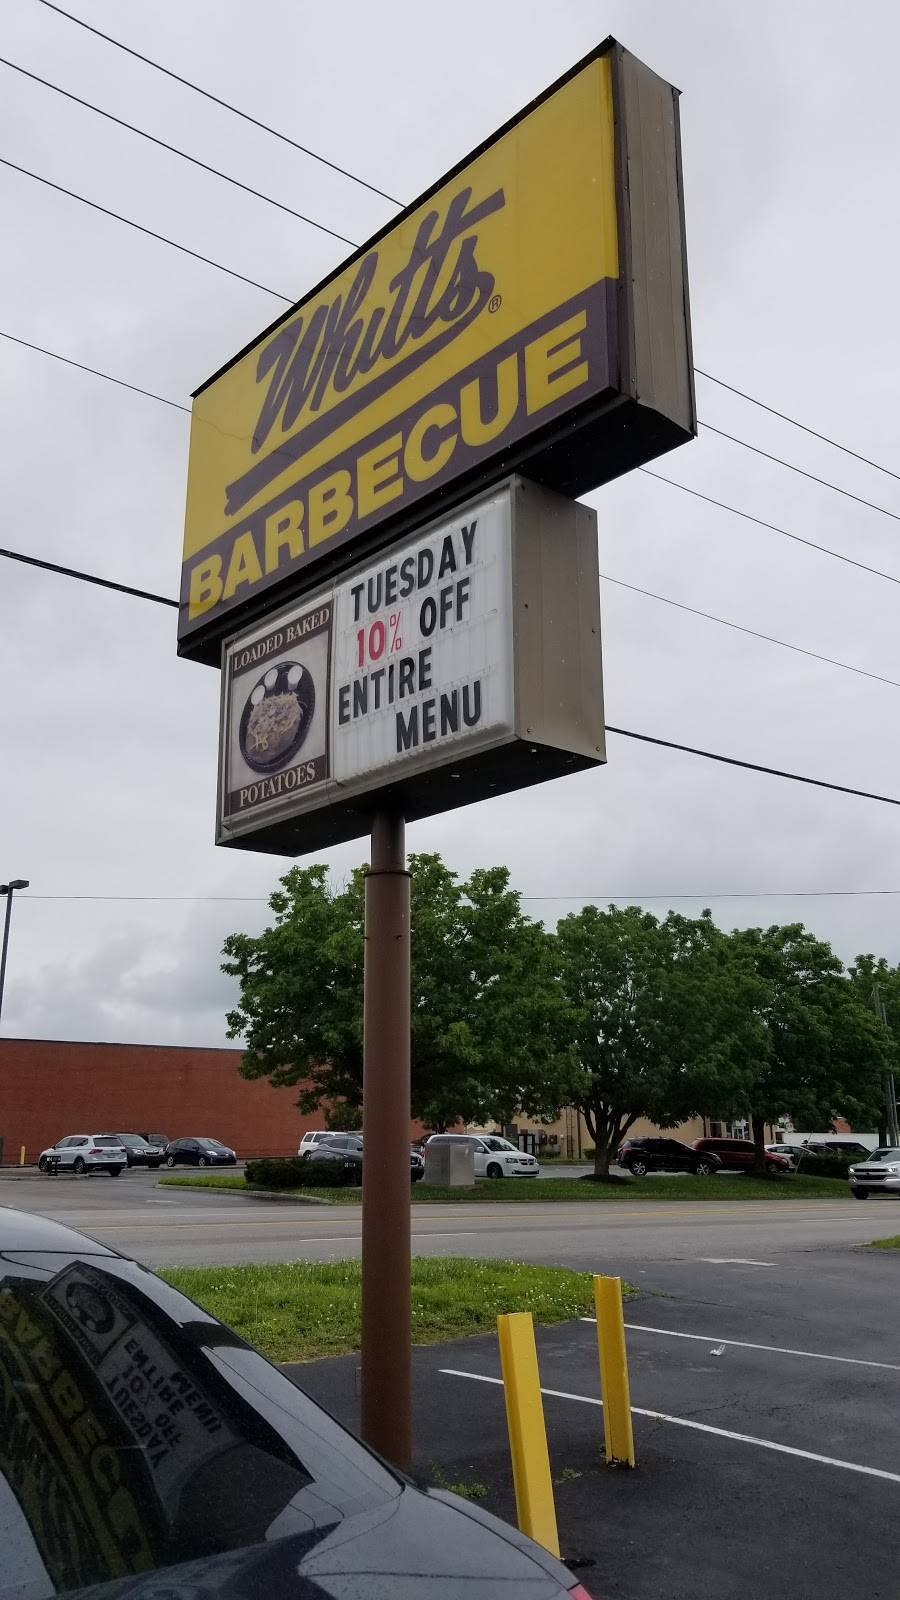 Whitts®
BARBECUE
LOADED BAKED
POTATOES
TUESDAY
10% OFF
ENTIRE
MENU